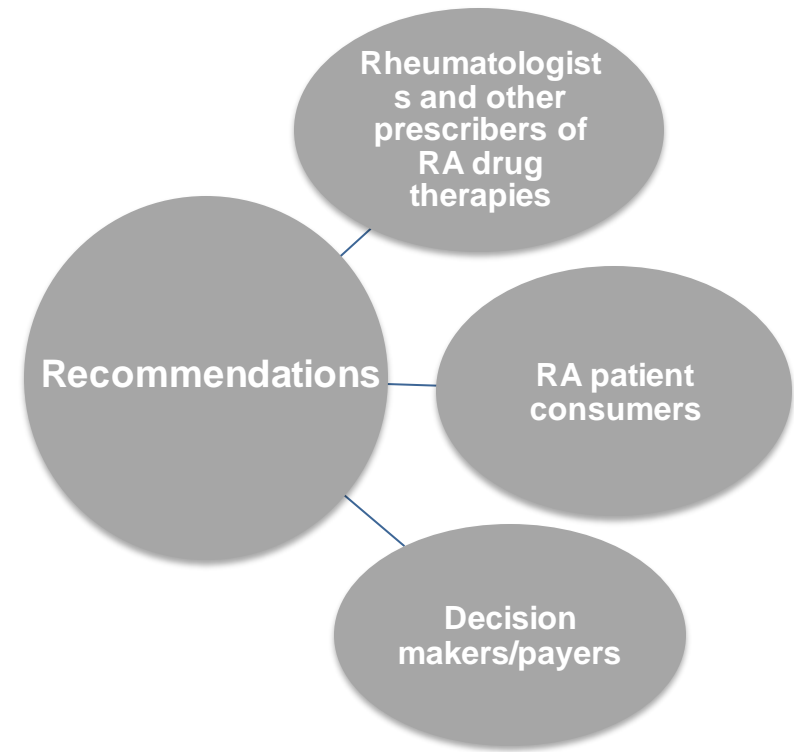 Rheumatologist
s and other
prescribers of
RA drug
therapies
Recommendations
RA patient
consumers
Decision
makers/payers